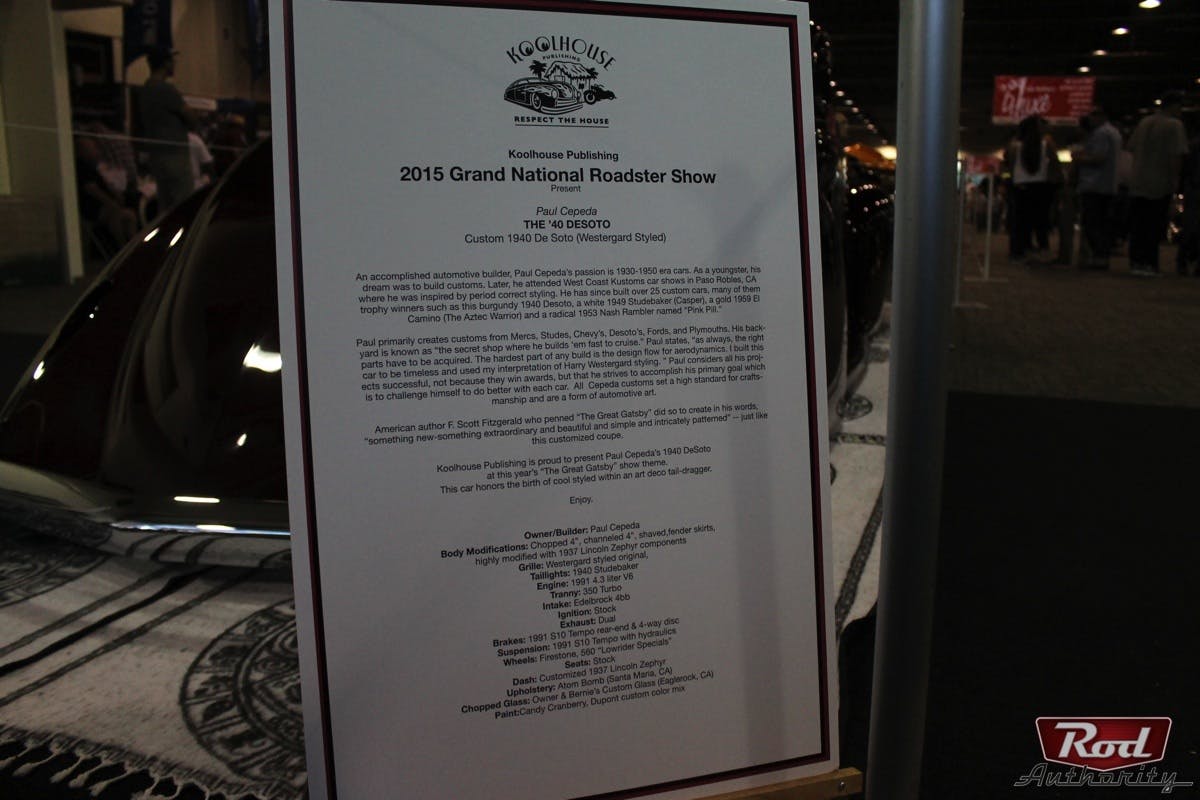 KOOLHOUSE
PUBLISHING
RESPECT THE HOUSE
Koolhouse Publishing
2015 Grand National Roadster Show
Present
Paul Cepeda
THE '40 DESOTO
Custom 1940 De Soto (Westergard Styled)
An accomplished automotive builder, Paul Cepeda's passion is 1930-1950 era cars. As a youngster, his
dream was to build customs. Later, he attended West Coast Kustoms car shows in Paso Robles, CA
where he was inspired by period correct styling. He has since built over 25 custom cars, many of them
trophy winners such as this burgundy 1940 Desoto, a white 1949 Studebaker (Casper), a gold 1959 El
Camino (The Aztec Warrior) and a radical 1953 Nash Rambler named "Pink Pill."
Paul primarily creates customs from Mercs, Studes, Chevy's, Desoto's, Fords, and Plymouths. His back-
yard is known as "the secret shop where he builds 'em fast to cruise." Paul states, "as always, the right
parts have to be acquired. The hardest part of any build is the design flow for aerodynamics. I built this
car to be timeless and used my interpretation of Harry Westergard styling. " Paul considers all his proj-
ects successful, not because they win awards, but that he strives to accomplish his primary goal which
is to challenge himself to do better with each car. All Cepeda customs set a high standard for crafts-
manship and are a form of automotive art.
American author F. Scott Fitzgerald who penned "The Great Gatsby" did so to create in his words,
"something new-something extraordinary and beautiful and simple and intricately patterned" – just like
this customized coupe.
Koolhouse Publishing is proud to present Paul Cepeda's 1940 DeSoto
at this year's "The Great Gatsby" show theme.
This car honors the birth of cool styled within an art deco tail-dragger.
Enjoy.
Owner/Builder: Paul Cepeda
Body Modifications: Chopped 4", channeled 4", shaved,fender skirts,
highly modified with 1937 Lincoln Zephyr components
Grille: Westergard styled original,
Taillights: 1940 Studebaker
Engine: 1991 4.3 liter V6
Tranny: 350 Turbo
Intake: Edelbrock 4bb
Ignition: Stock
Exhaust: Dual
Brakes: 1991 S10 Tempo rear-end & 4-way disc
Suspension: 1991 S10 Tempo with hydraulics
Wheels: Firestone, 560 "Lowrider Specials"
Seats: Stock
Dash: Customized 1937 Lincoln Zephyr
Upholstery: Atom Bomb (Santa Maria, CA)
Chopped Glass: Owner & Bernie's Custom Glass (Eaglerock, CA)
Paint:Candy Cranberry, Dupont custom color mix
Rod
Authority